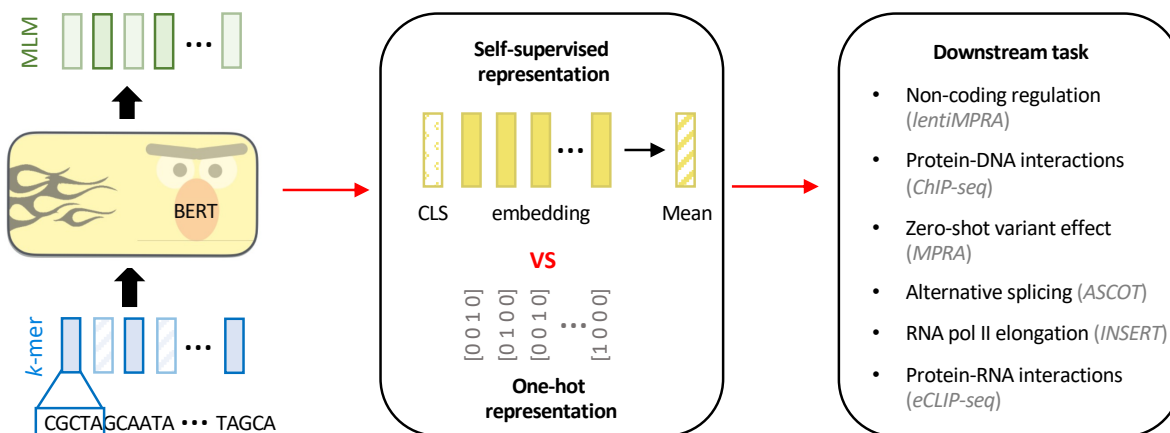 MLM
•••
BERT
k-mer
•••
CGCTAGCAATA ••• TAGCA
Self-supervised
representation
•••
CLS embedding Mean
VS
[0 0 1 0] [0 1 0 0] [0 0 1 0] ••• [1 0 0 0]
One-hot
representation
Downstream task
• Non-coding regulation
(lentiMPRA)
• Protein-DNA interactions
(ChIP-seq)
• Zero-shot variant effect
(MPRA)
• Alternative splicing (ASCOT)
• RNA pol II elongation (INSERT)
• Protein-RNA interactions
(eCLIP-seq)